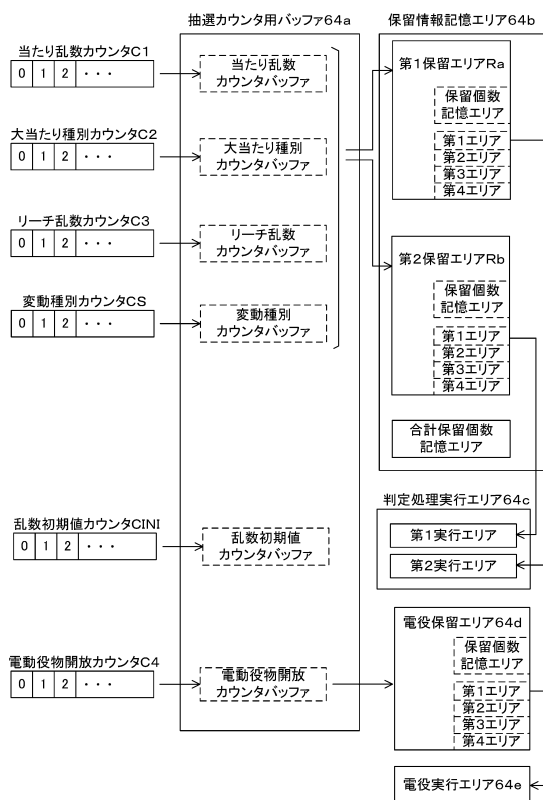 抽選カウンタ用バッファ64a
保留情報記憶エリア64b
当たり乱数カウンタC1
0 1 2 ・・・
当たり乱数
カウンタバッファ
大当たり種別カウンタC2
0 1 2 ・・・
大当たり種別
カウンタバッファ
リーチ乱数カウンタC3
0 1 2 ・・・
リーチ乱数
カウンタバッファ
変動種別カウンタCS
0 1 2 ・・・
変動種別
カウンタバッファ
乱数初期値カウンタCINI
0 1 2 ・・・
乱数初期値
カウンタバッファ
電動役物開放カウンタC4
0 1 2 ・・・
電動役物開放
カウンタバッファ
第1保留エリアRa
保留個数
記憶エリア
第1エリア
第2エリア
第3エリア
第4エリア
第2保留エリアRb
保留個数
記憶エリア
第1エリア
第2エリア
第3エリア
第4エリア
合計保留個数
記憶エリア
判定処理実行エリア64c
第1実行エリア
第2実行エリア
電役保留エリア64d
保留個数
記憶エリア
第1エリア
第2エリア
第3エリア
第4エリア
電役実行エリア64e